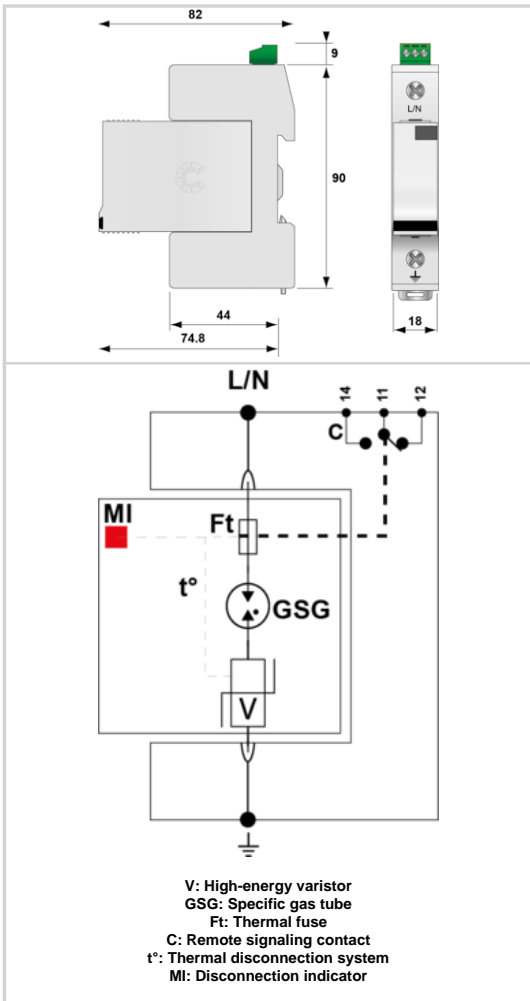 82
9
L/N
90
44
74.8
18
L/N
14
11
12
C
MI
Ft
t°
GSG
V
V: High-energy varistor
GSG: Specific gas tube
Ft: Thermal fuse
C: Remote signaling contact
t°: Thermal disconnection system
MI: Disconnection indicator